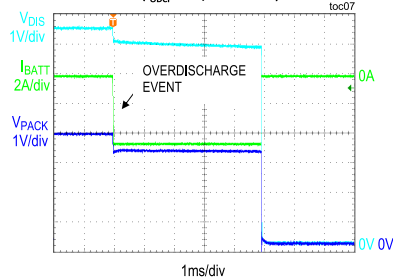 toc07
T
VDIS
1V/div
IBATT
2A/div
0A
OVERDISCHARGE
EVENT
VPACK
1V/div
0V 0V
1ms/div